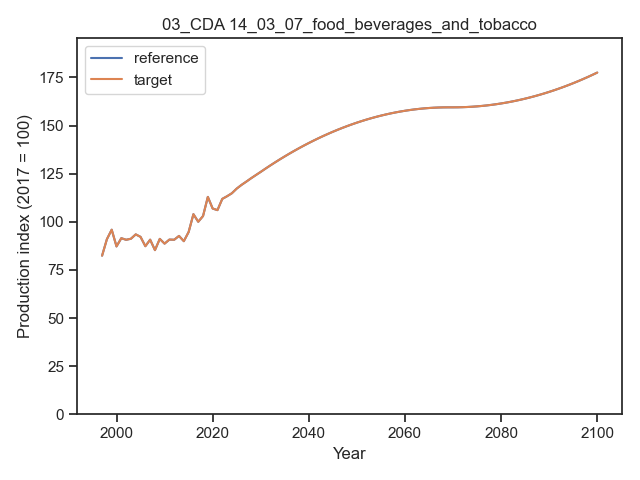 03_CDA 14_03_07_food_beverages_and_tobacco
reference
target
Production index (2017 = 100)
175
150
125
100
75
50
25
0
2000 2020 2040 2060 2080 2100
Year